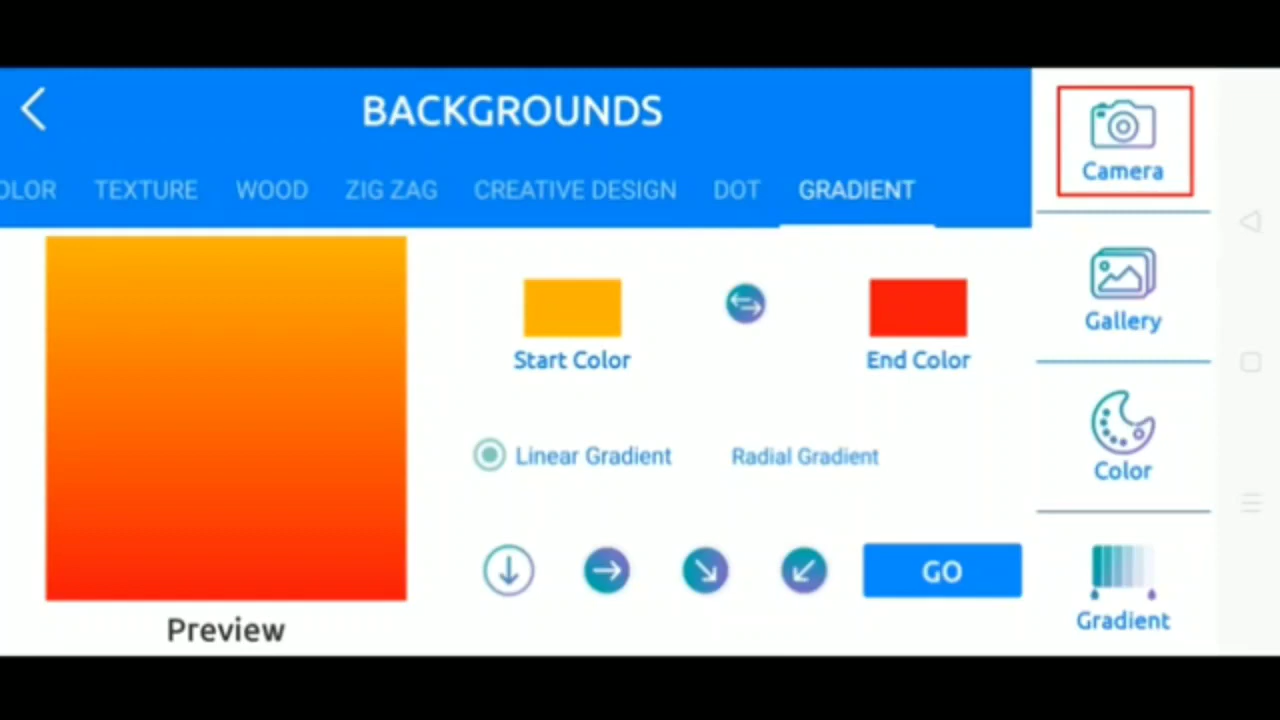 BACKGROUNDS
OLOR TEXTURE WOOD ZIG ZAG CREATIVE DESIGN DOT GRADIENT
Start Color
End Color
Linear Gradient
Radial Gradient
GO
Preview
Camera
Gallery
Color
Gradient